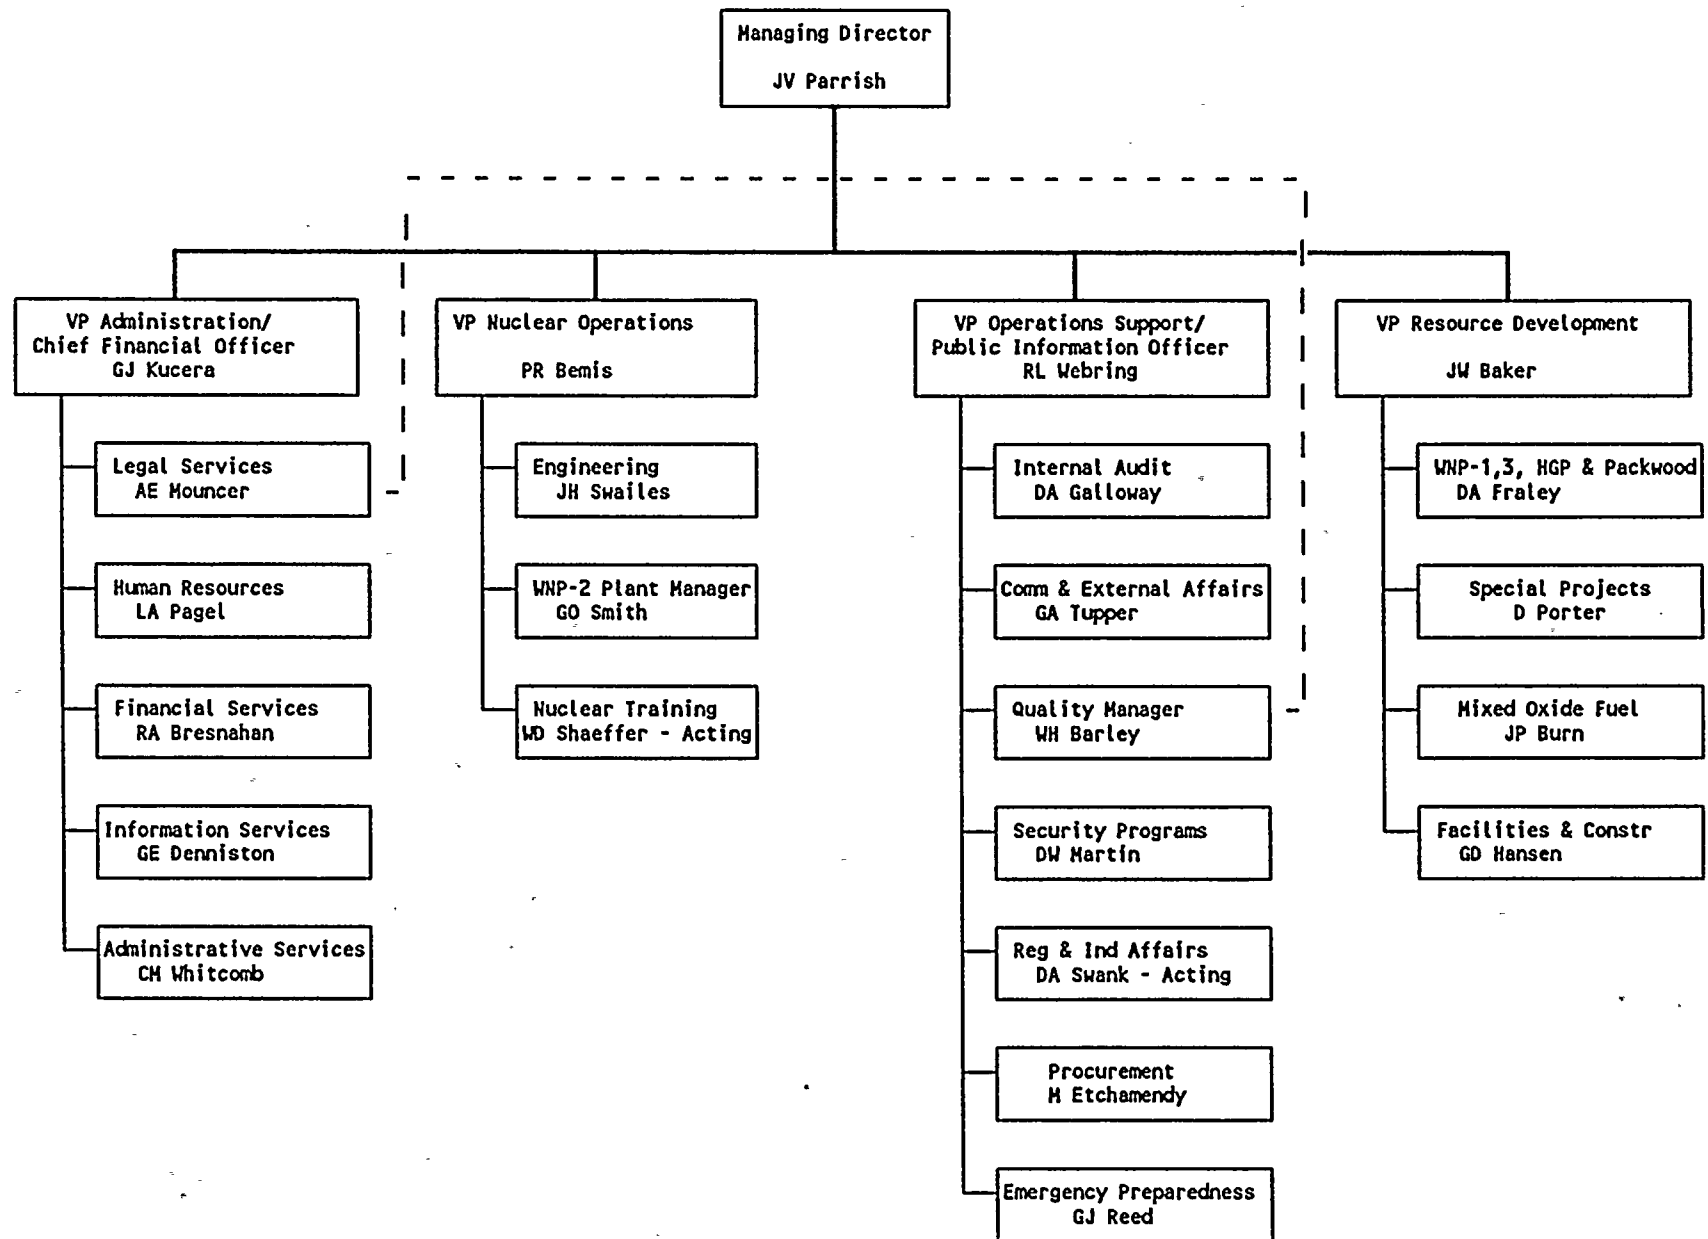 Managing Director
JV Parrish
VP Administration/
Chief Financial Officer
GJ Kucera
Legal Services
AE Mouncer
Human Resources
LA Pagel
Financial Services
RA Bresnahan
Information Services
GE Denniston
Administrative Services
CM Whitcomb
VP Nuclear Operations
PR Bemis
Engineering
JH Swailes
WNP-2 Plant Manager
GO Smith
Nuclear Training
WD Shaeffer - Acting
VP Operations Support/
Public Information Officer
RL Webring
Internal Audit
DA Galloway
Comm & External Affairs
GA Tupper
Quality Manager
WH Barley
Security Programs
DW Martin
Reg & Ind Affairs
DA Swank - Acting
Procurement
M Etchamendy
Emergency Preparedness
GJ Reed
VP Resource Development
JW Baker
WNP-1,3, HGP & Packwood
DA Fraley
Special Projects
D Porter
Mixed Oxide Fuel
JP Burn
Facilities & Constr
GD Hansen